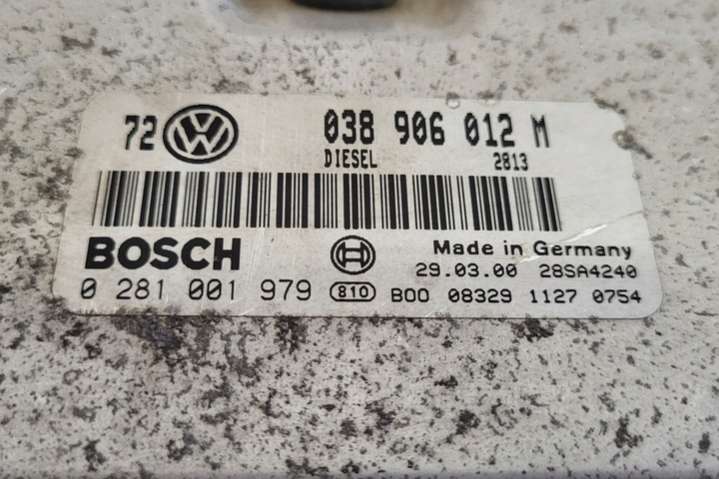 72 VW 038 906 012 M
DIESEL 2813
BOSCH Made in Germany
29.03.00 28SA4240
0 281 001 979 810 B00 08329 1127 0754